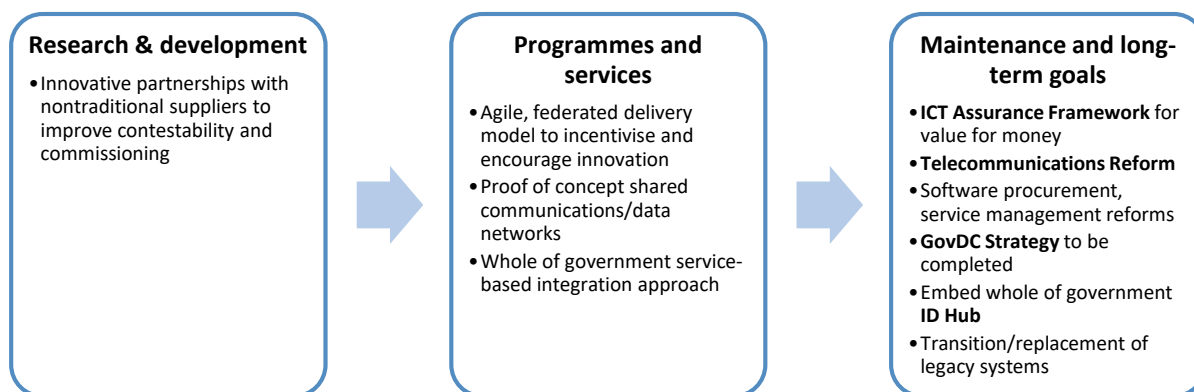 Research & development
•Innovative partnerships with
nontraditional suppliers to
improve contestability and
commissioning
Programmes and
services
•Agile, federated delivery
model to incentivise and
encourage innovation
•Proof of concept shared
communications/data
networks
•Whole of government service-
based integration approach
Maintenance and long-
term goals
•ICT Assurance Framework for
value for money
•Telecommunications Reform
•Software procurement,
service management reforms
•GovDC Strategy to be
completed
•Embed whole of government
ID Hub
•Transition/replacement of
legacy systems